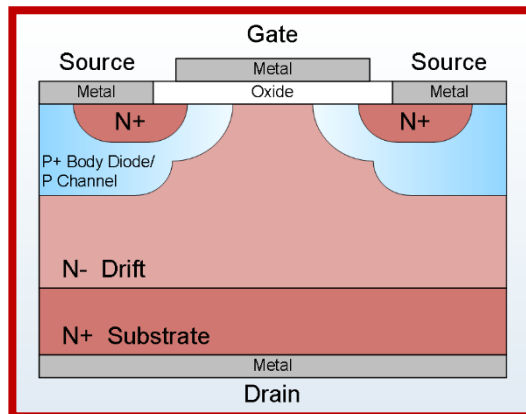 Gate
Source
Source
Metal
Metal
Oxide
Metal
N+
N+
P+ Body Diode/
P Channel
N- Drift
N+ Substrate
Metal
Drain